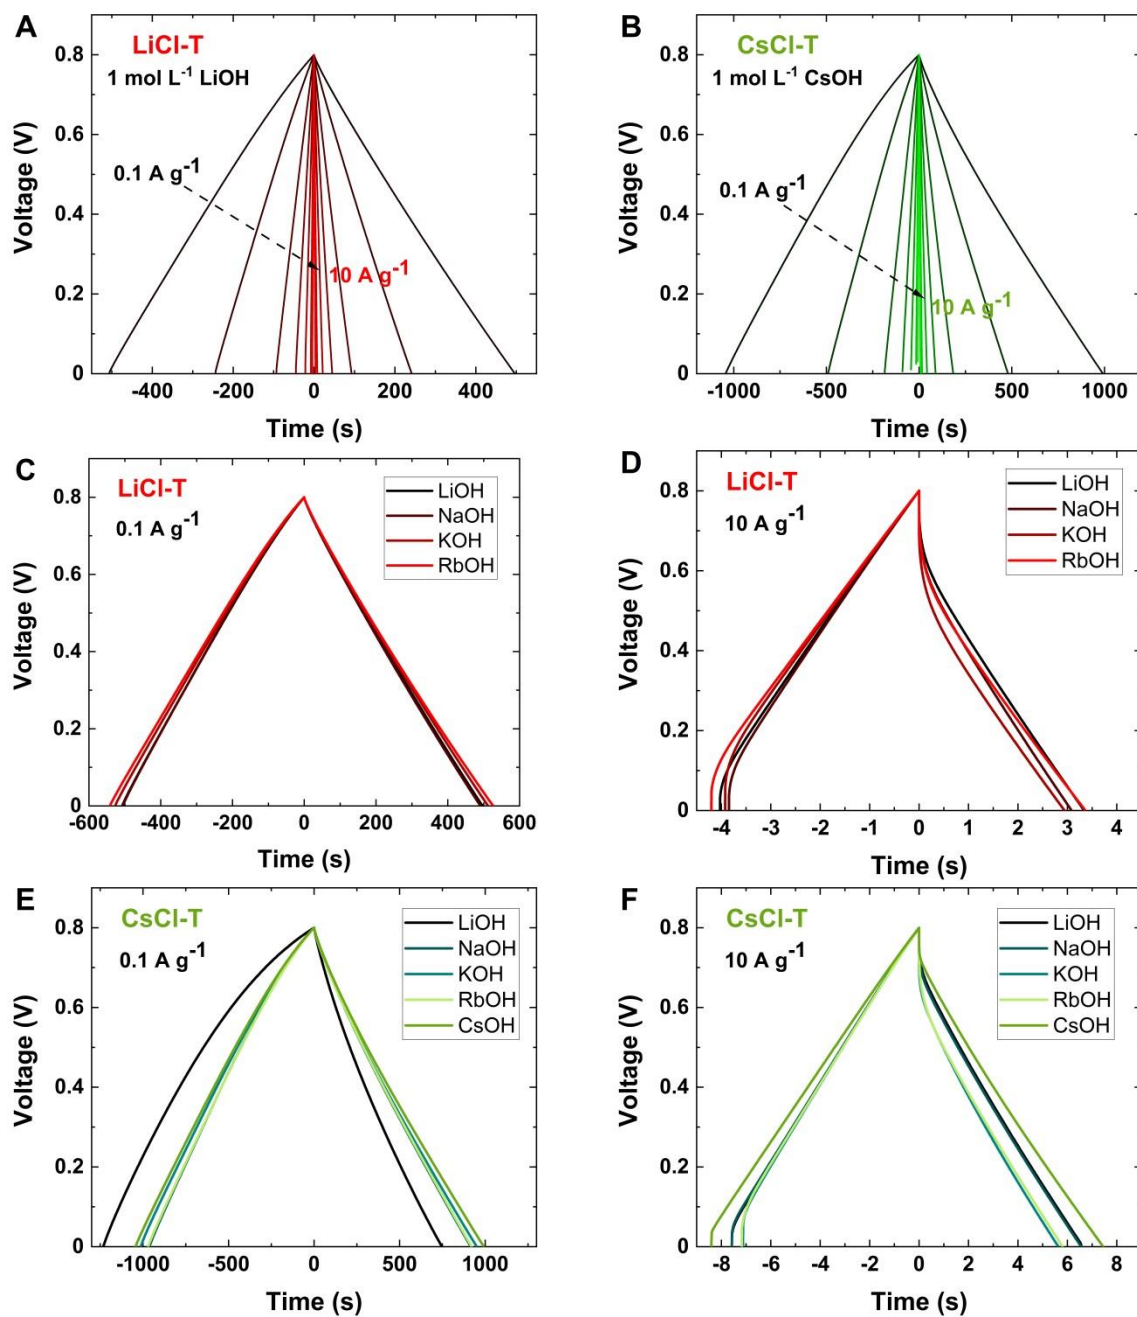 A
LiCl-T
1 mol L⁻¹ LiOH
0.1 A g⁻¹
10 A g⁻¹
Voltage (V)
0.8
0.6
0.4
0.2
0
-400 -200 0 200 400
Time (s)
B
CsCl-T
1 mol L⁻¹ CsOH
0.1 A g⁻¹
10 A g⁻¹
Voltage (V)
0.8
0.6
0.4
0.2
0
-1000 -500 0 500 1000
Time (s)
C
LiCl-T
0.1 A g⁻¹
LiOH
NaOH
KOH
RbOH
Voltage (V)
0.8
0.6
0.4
0.2
0
-600 -400 -200 0 200 400 600
Time (s)
D
LiCl-T
10 A g⁻¹
LiOH
NaOH
KOH
RbOH
Voltage (V)
0.8
0.6
0.4
0.2
0
-4 -3 -2 -1 0 1 2 3 4
Time (s)
E
CsCl-T
0.1 A g⁻¹
LiOH
NaOH
KOH
RbOH
CsOH
Voltage (V)
0.8
0.6
0.4
0.2
0
-1000 -500 0 500 1000
Time (s)
F
CsCl-T
10 A g⁻¹
LiOH
NaOH
KOH
RbOH
CsOH
Voltage (V)
0.8
0.6
0.4
0.2
0
-8 -6 -4 -2 0 2 4 6 8
Time (s)